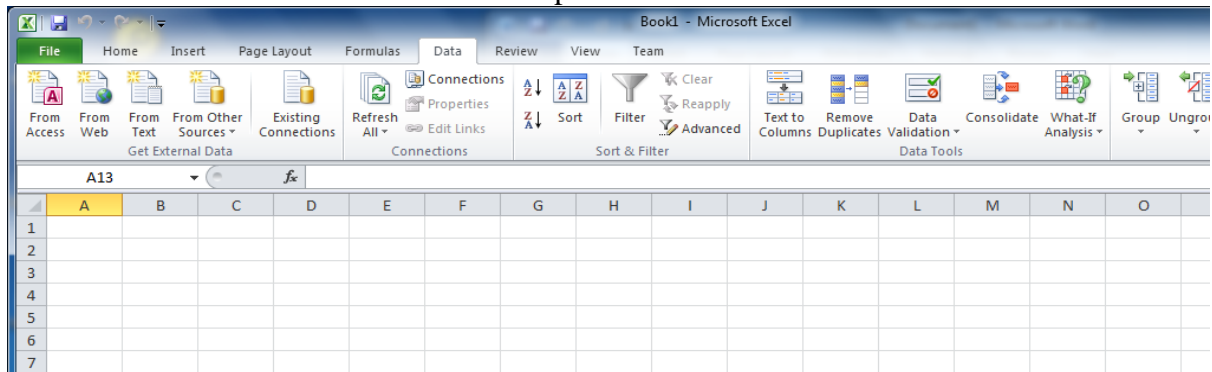 Book1 - Microsoft Excel
File Home Insert Page Layout Formulas Data Review View Team
From Access From Web From Text From Other Sources Existing Connections
Get External Data
Refresh All Connections Properties Edit Links
Connections
A Z Z A A Z Z A Sort Filter Clear Reapply Advanced
Sort & Filter
Text to Columns Remove Duplicates Data Validation Consolidate What-If Analysis
Data Tools
Group Ungrou
A13 fx
A B C D E F G H I J K L M N O
1
2
3
4
5
6
7